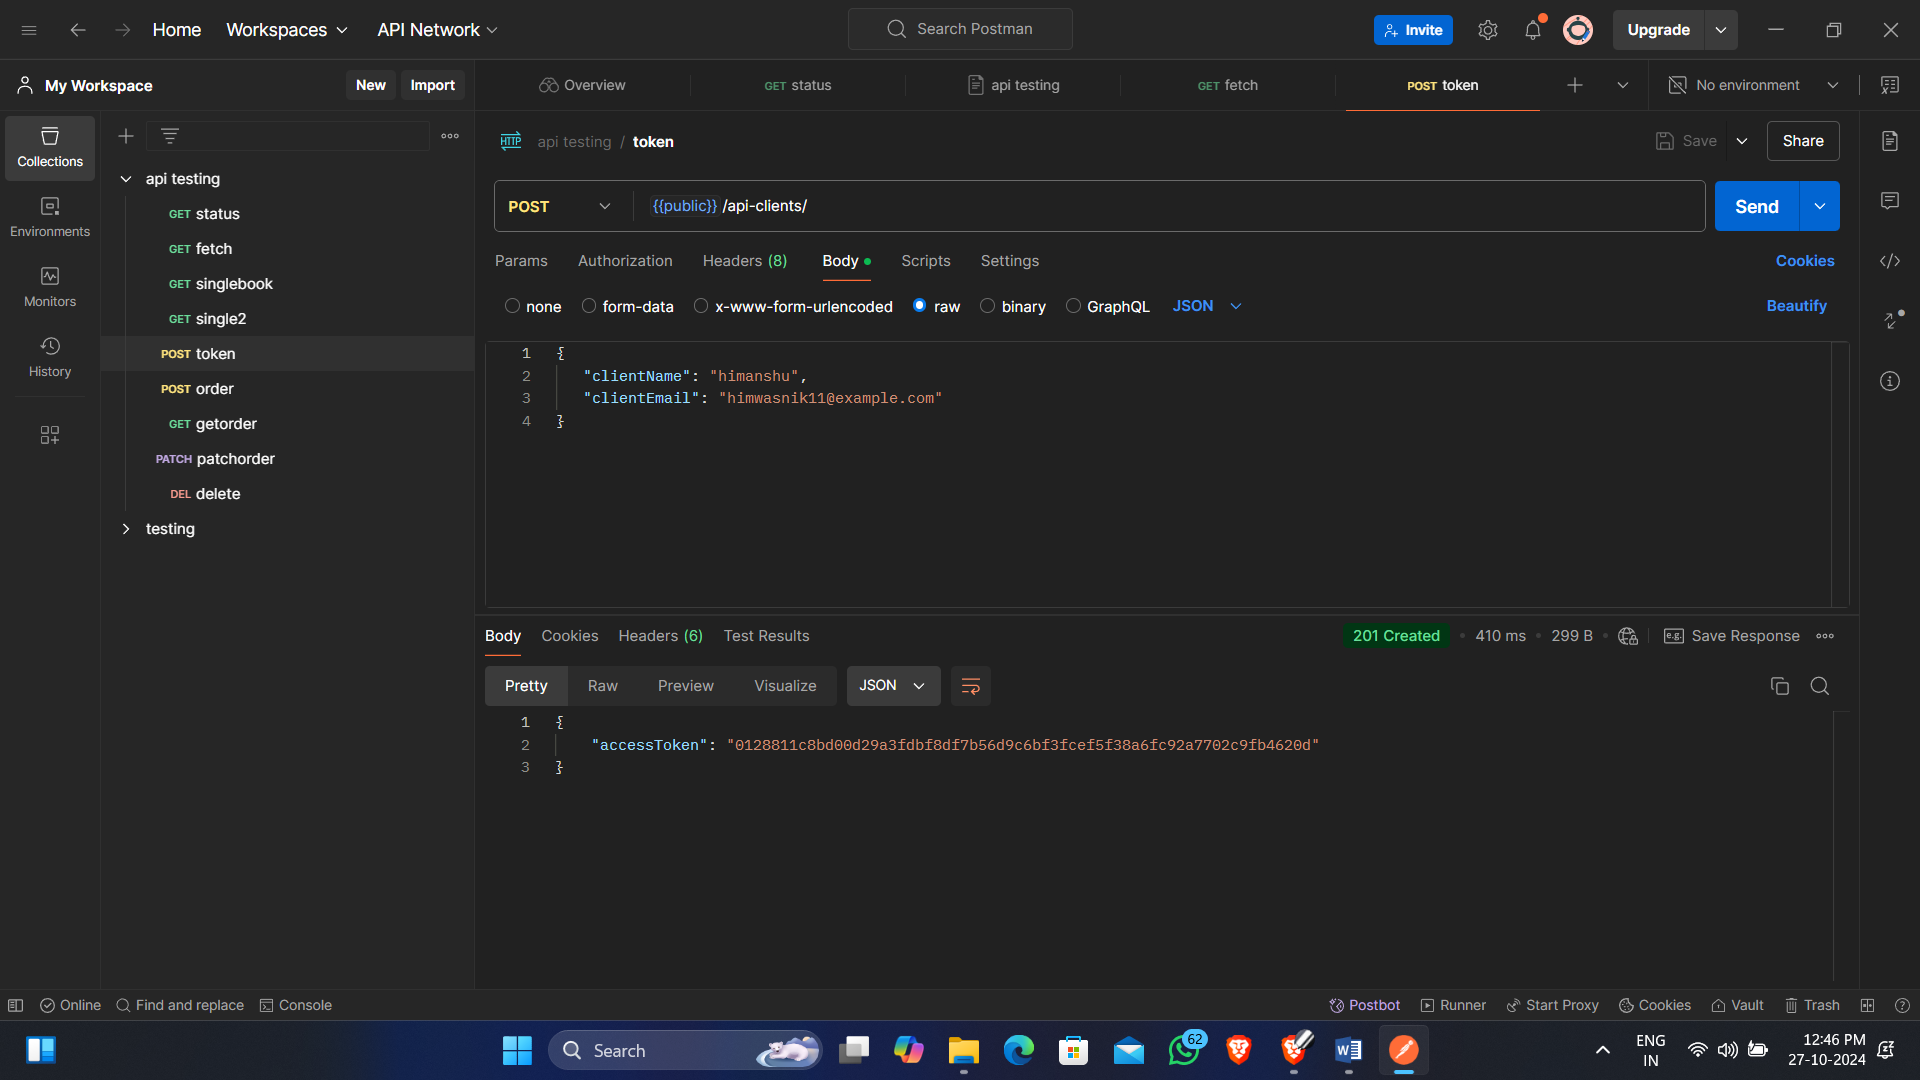 Home
Workspaces
API Network
Search Postman
Invite
Upgrade
My Workspace
New
Import
Overview
GET status
api testing
GET fetch
POST token
No environment
Collections
Environments
Monitors
History
api testing
GET status
GET fetch
GET singlebook
GET single2
POST token
POST order
GET getorder
PATCH patchorder
DEL delete
testing
HTTP api testing / token
Save
Share
POST
{{public}} /api-clients/
Send
Params
Authorization
Headers (8)
Body
Scripts
Settings
Cookies
none
form-data
x-www-form-urlencoded
raw
binary
GraphQL
JSON
Beautify
1 {
2 "clientName": "himanshu",
3 "clientEmail": "himwasnik11@example.com"
4 }
Body
Cookies
Headers (6)
Test Results
201 Created
410 ms
299 B
e.g. Save Response
Pretty
Raw
Preview
Visualize
JSON
1 {
2 "accessToken": "0128811c8bd00d29a3fdbf8df7b56d9c6bf3fcef5f38a6fc92a7702c9fb4620d"
3 }
Online
Find and replace
Console
Postbot
Runner
Start Proxy
Cookies
Vault
Trash
Search
62
ENG
IN
12:46 PM
27-10-2024